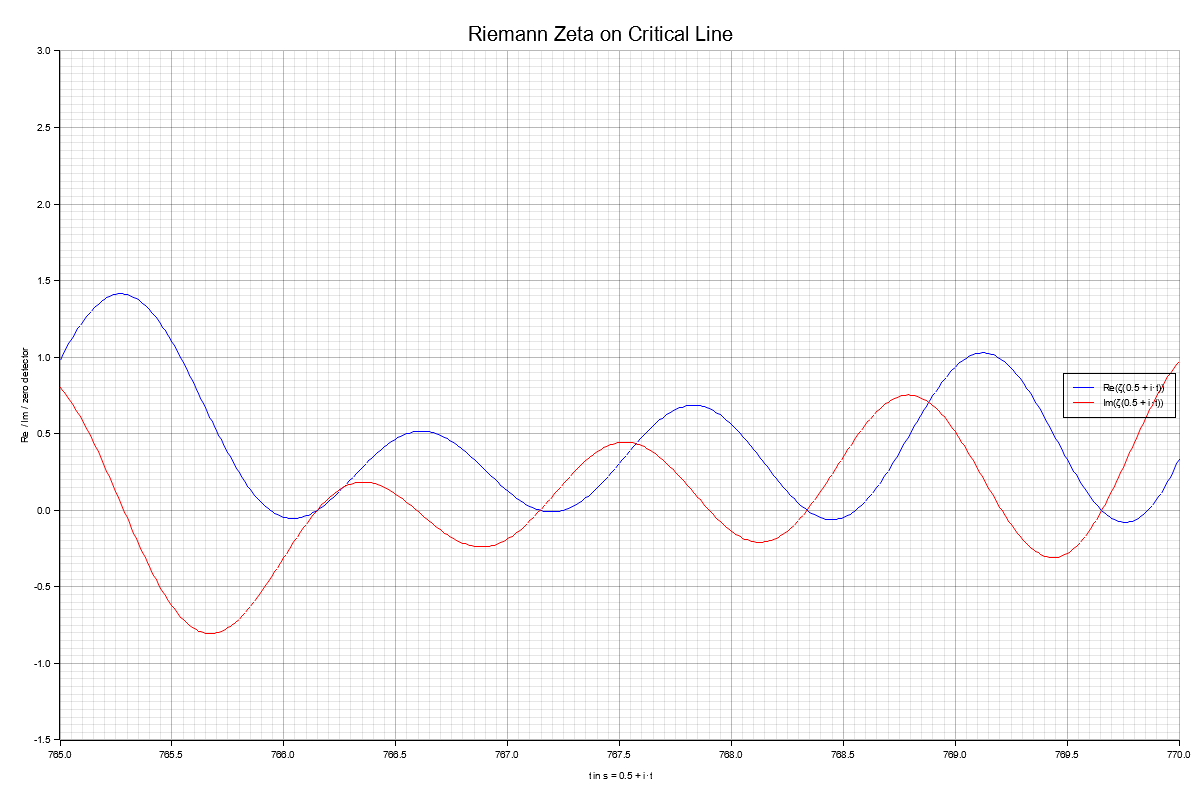 Riemann Zeta on Critical Line
3.0
2.5
2.0
1.5
1.0
0.5
0.0
-0.5
-1.0
-1.5
Re / Im / zero detector
Re(ζ(0.5 + i·t))
Im(ζ(0.5 + i·t))
765.0 765.5 766.0 766.5 767.0 767.5 768.0 768.5 769.0 769.5 770.0
t in s = 0.5 + i·t